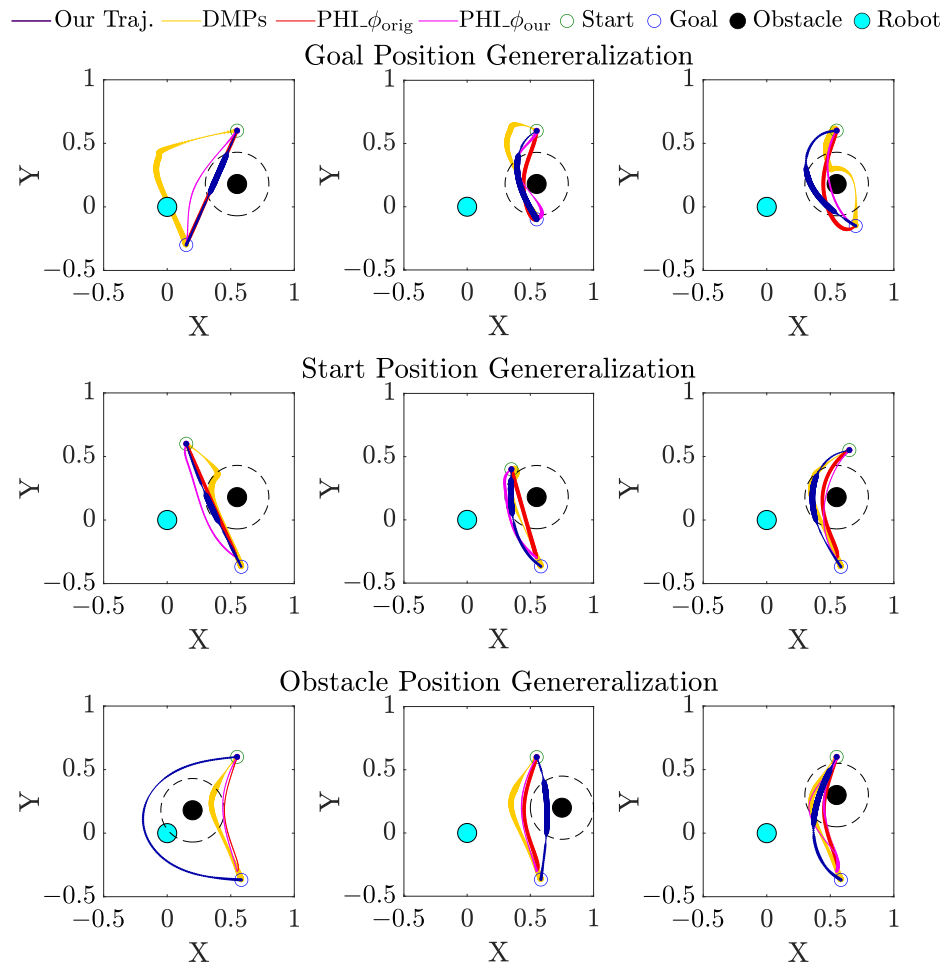 Our Traj. DMPs PHI_ϕorig PHI_ϕour Start Goal Obstacle Robot
Goal Position Genereralization
1 1 1
0.5 0.5 0.5
Y Y Y
0 0 0
−0.5 −0.5 −0.5
−0.5 0 0.5 1 −0.5 0 0.5 1 −0.5 0 0.5 1
X X X
Start Position Genereralization
1 1 1
0.5 0.5 0.5
Y Y Y
0 0 0
−0.5 −0.5 −0.5
−0.5 0 0.5 1 −0.5 0 0.5 1 −0.5 0 0.5 1
X X X
Obstacle Position Genereralization
1 1 1
0.5 0.5 0.5
Y Y Y
0 0 0
−0.5 −0.5 −0.5
−0.5 0 0.5 1 −0.5 0 0.5 1 −0.5 0 0.5 1
X X X